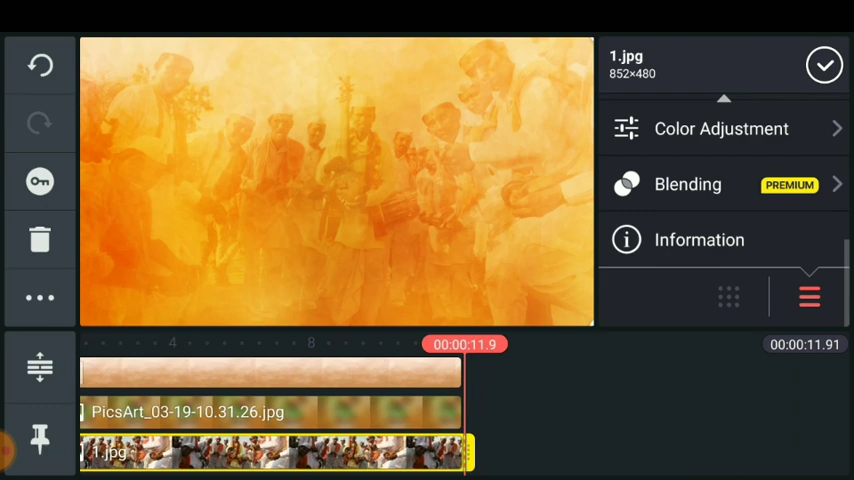 1.jpg
852×480
Color Adjustment
Blending PREMIUM
Information
4 8 00:00:11.9 00:00:11.91
PicsArt_03-19-10.31.26.jpg
1.jpg